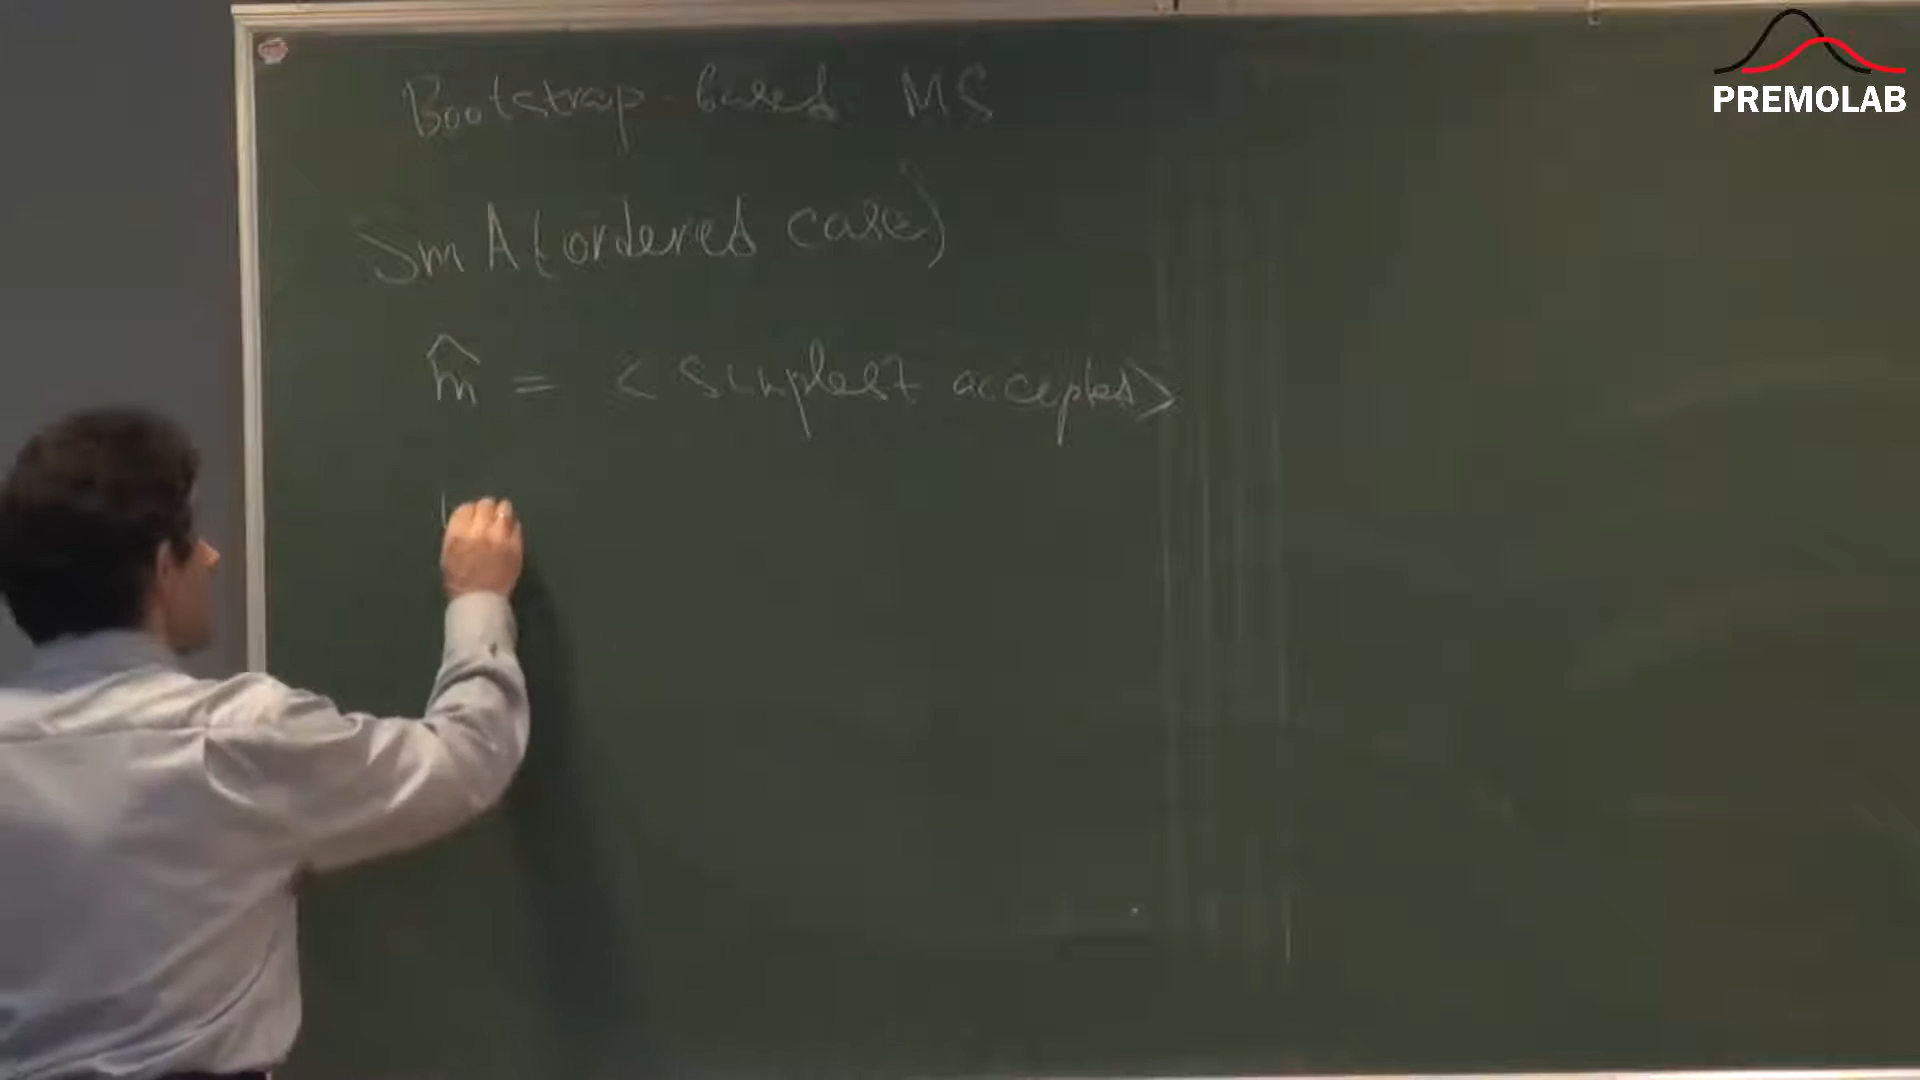 PREMOLAB
Bootstrap-based MS
SmA (ordered case)
m̂ = < simplest accepted >